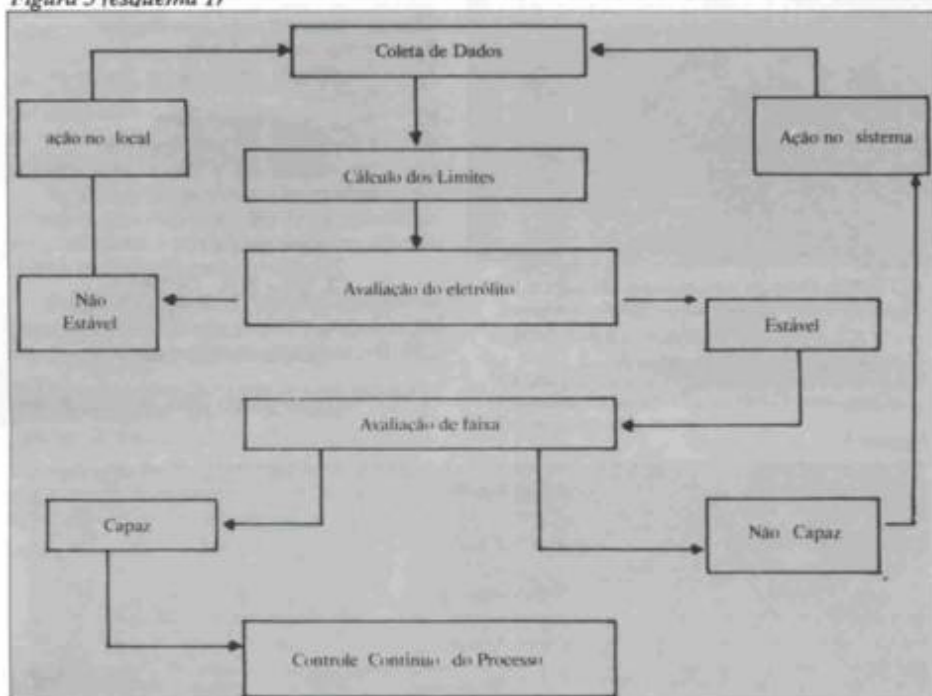 Figura 3 (esquema 1)
Coleta de Dados
ação no local
Ação no sistema
Cálculo dos Limites
Avaliação do eletrólito
Não
Estável
Estável
Avaliação de faixa
Capaz
Não Capaz
Controle Contínuo do Processo